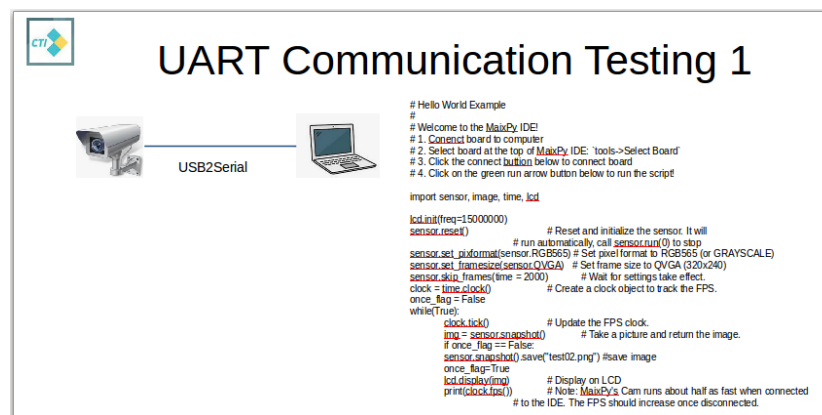 CTI
UART Communication Testing 1
USB2Serial
# Hello World Example
#
# Welcome to the MaixPy IDE!
# 1. Conenct board to computer
# 2. Select board at the top of MaixPy IDE: `tools->Select Board`
# 3. Click the connect buttion below to connect board
# 4. Click on the green run arrow button below to run the script!
import sensor, image, time, lcd
lcd.init(freq=15000000)
sensor.reset() # Reset and initialize the sensor. It will
# run automatically, call sensor.run(0) to stop
sensor.set_pixformat(sensor.RGB565) # Set pixel format to RGB565 (or GRAYSCALE)
sensor.set_framesize(sensor.QVGA) # Set frame size to QVGA (320x240)
sensor.skip_frames(time = 2000) # Wait for settings take effect.
clock = time.clock() # Create a clock object to track the FPS.
once_flag = False
while(True):
clock.tick() # Update the FPS clock.
img = sensor.snapshot() # Take a picture and return the image.
if once_flag == False:
sensor.snapshot().save("test02.png") #save image
once_flag=True
lcd.display(img) # Display on LCD
print(clock.fps()) # Note: MaixPy's Cam runs about half as fast when connected
# to the IDE. The FPS should increase once disconnected.